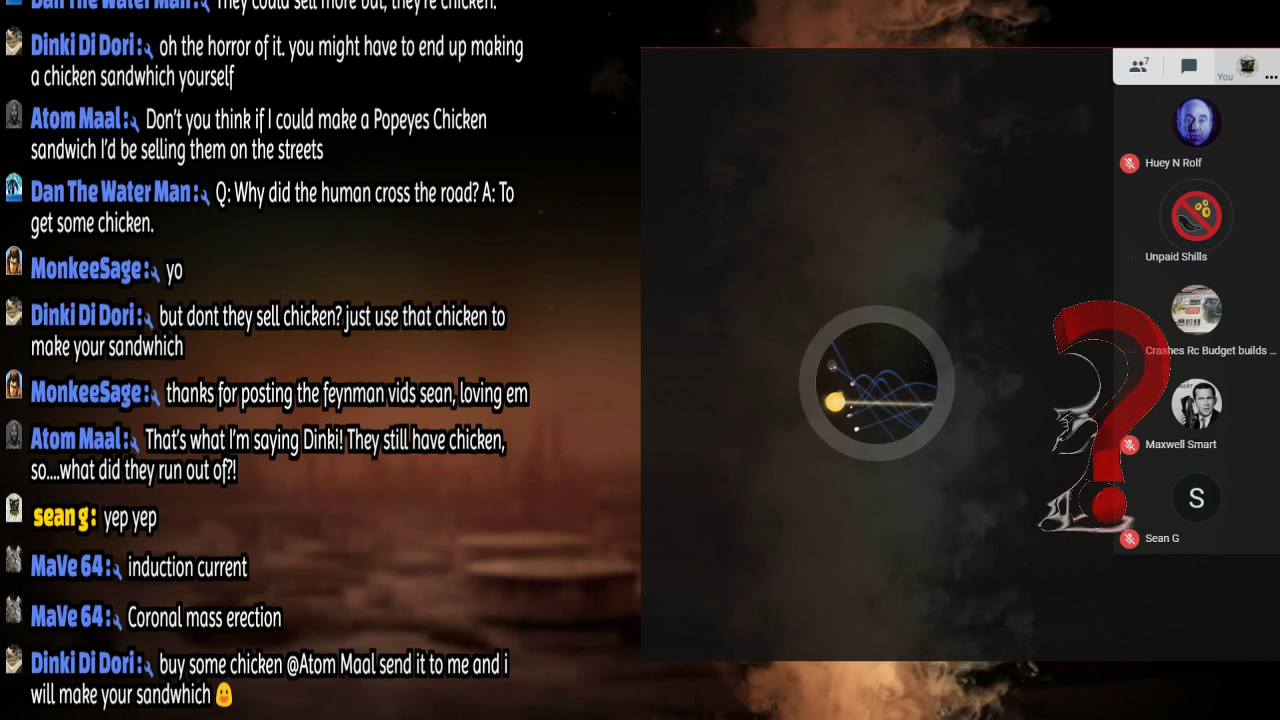 Dan The Water Man: They could sell more but, they're chicken.
Dinki Di Dori: oh the horror of it. you might have to end up making
a chicken sandwhich yourself
Atom Maal: Don't you think if I could make a Popeyes Chicken
sandwich I'd be selling them on the streets
Dan The Water Man: Q: Why did the human cross the road? A: To
get some chicken.
MonkeeSage: yo
Dinki Di Dori: but dont they sell chicken? just use that chicken to
make your sandwhich
MonkeeSage: thanks for posting the feynman vids sean, loving em
Atom Maal: That's what I'm saying Dinki! They still have chicken,
so....what did they run out of?!
sean g: yep yep
MaVe 64: induction current
MaVe 64: Coronal mass erection
Dinki Di Dori: buy some chicken @Atom Maal send it to me and i
will make your sandwhich
7
You
Huey N Rolf
Unpaid Shills
Crashes Rc Budget builds ...
Maxwell Smart
S
Sean G